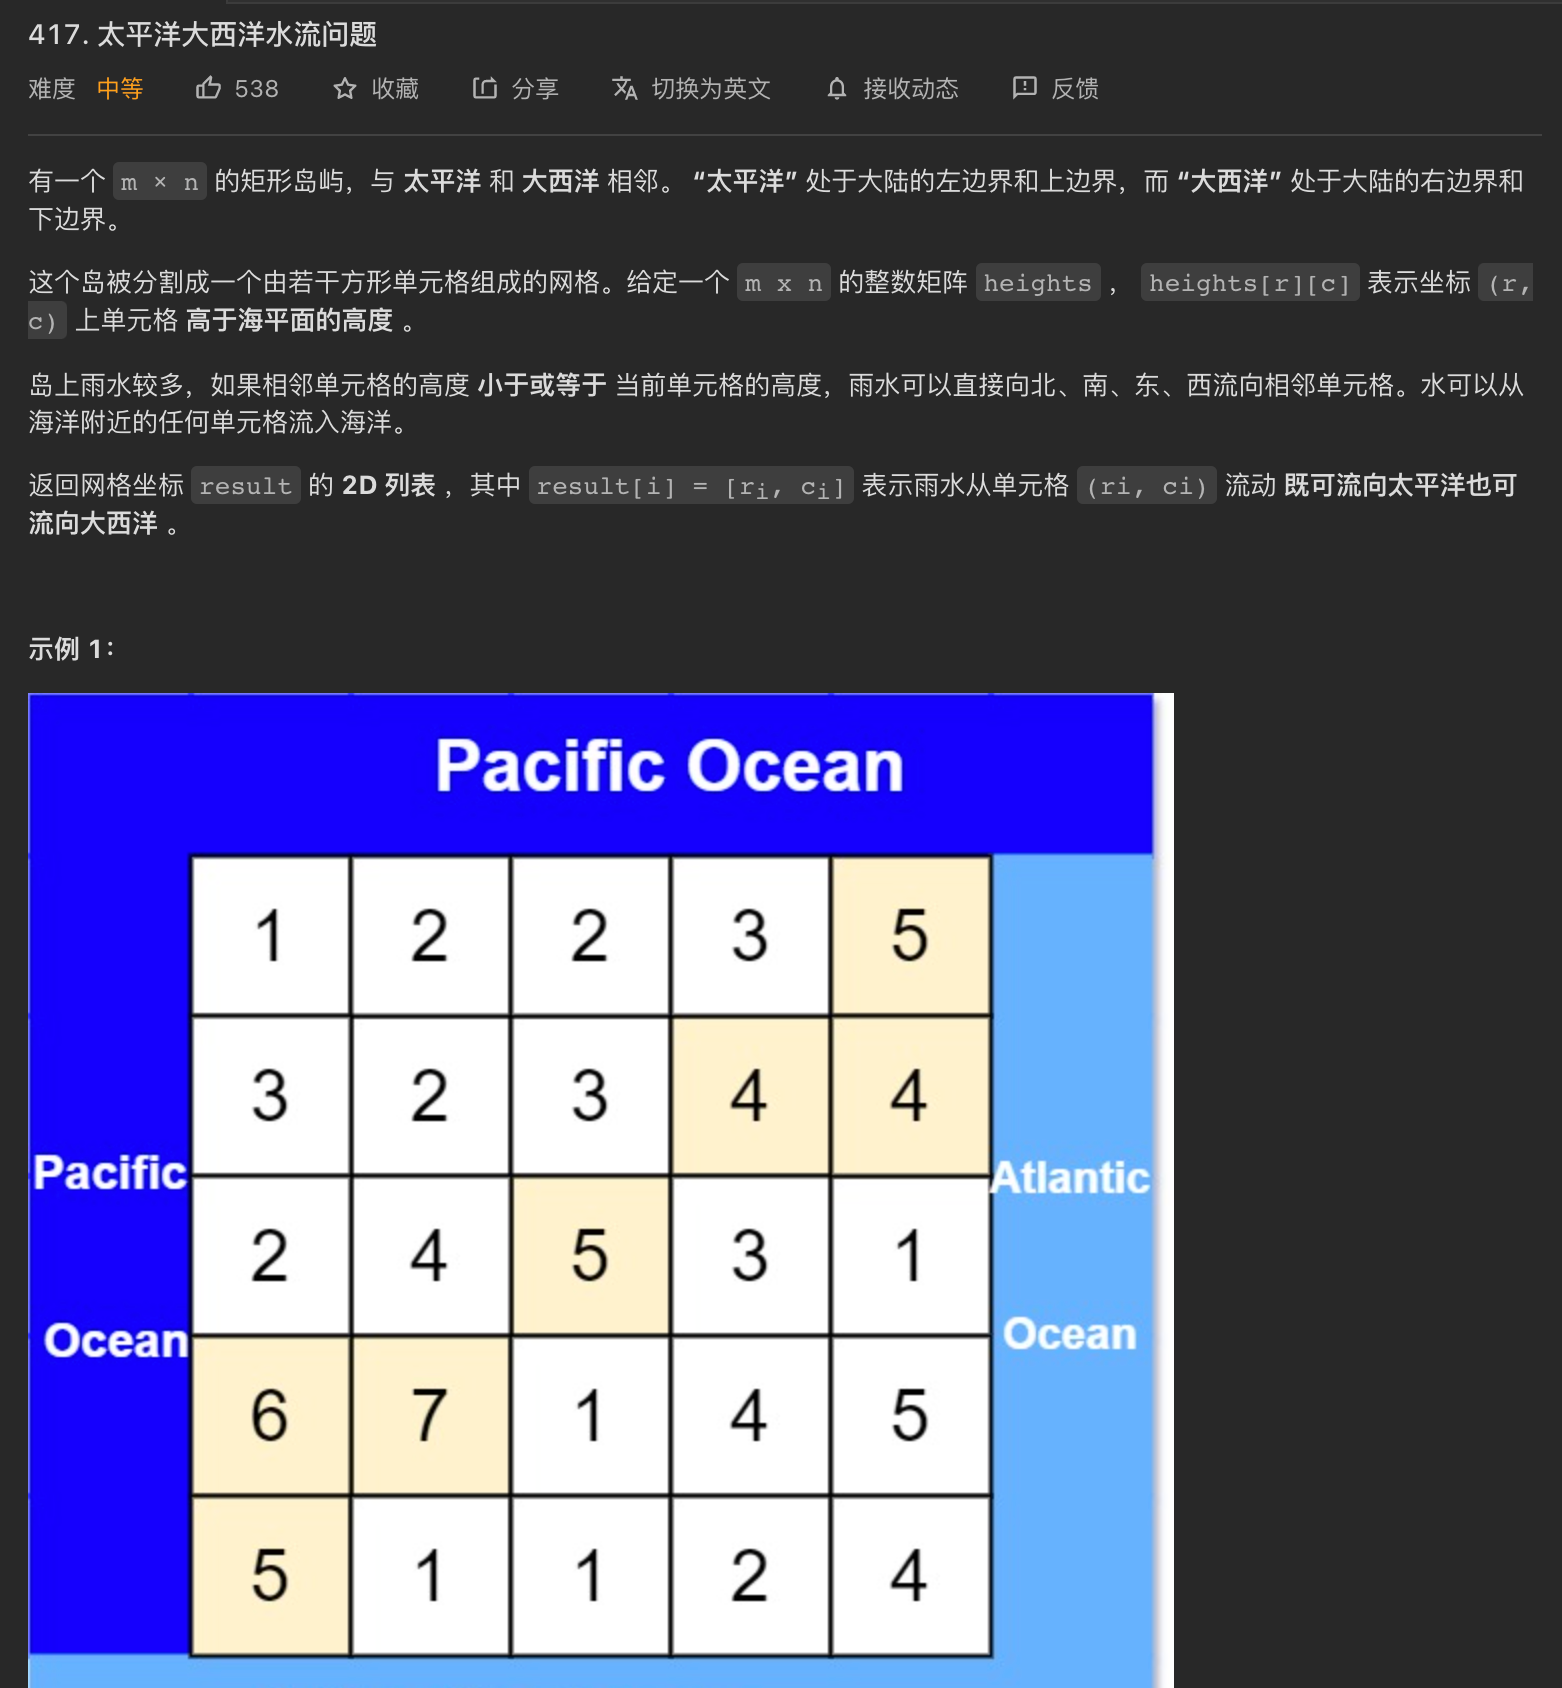 417. 太平洋大西洋水流问题
难度 中等 538 收藏 分享 切换为英文 接收动态 反馈
有一个 m × n 的矩形岛屿，与 太平洋 和 大西洋 相邻。 “太平洋” 处于大陆的左边界和上边界，而 “大西洋” 处于大陆的右边界和
下边界。
这个岛被分割成一个由若干方形单元格组成的网格。给定一个 m x n 的整数矩阵 heights ， heights[r][c] 表示坐标 (r,
c) 上单元格 高于海平面的高度 。
岛上雨水较多，如果相邻单元格的高度 小于或等于 当前单元格的高度，雨水可以直接向北、南、东、西流向相邻单元格。水可以从
海洋附近的任何单元格流入海洋。
返回网格坐标 result 的 2D 列表 ，其中 result[i] = [ri, ci] 表示雨水从单元格 (ri, ci) 流动 既可流向太平洋也可
流向大西洋 。
示例 1：
Pacific Ocean
1 2 2 3 5
3 2 3 4 4
Pacific
Atlantic
2 4 5 3 1
Ocean
Ocean
6 7 1 4 5
5 1 1 2 4